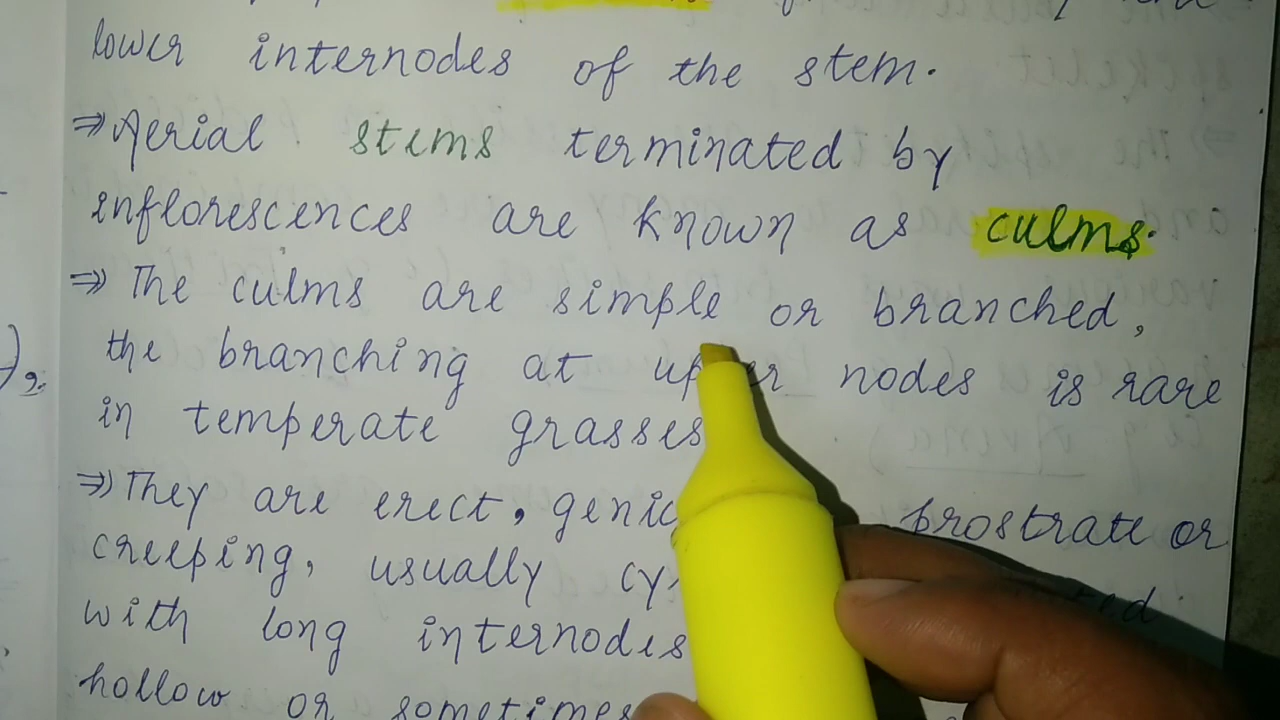 lower internodes of the stem.
⇒ Aerial stems terminated by
inflorescences are known as culms.
⇒ The culms are simple or branched,
the branching at nodes is rare
in temperate grasses
⇒ They are erect, prostrate or
creeping, usually
with long internodes
hollow or sometimes